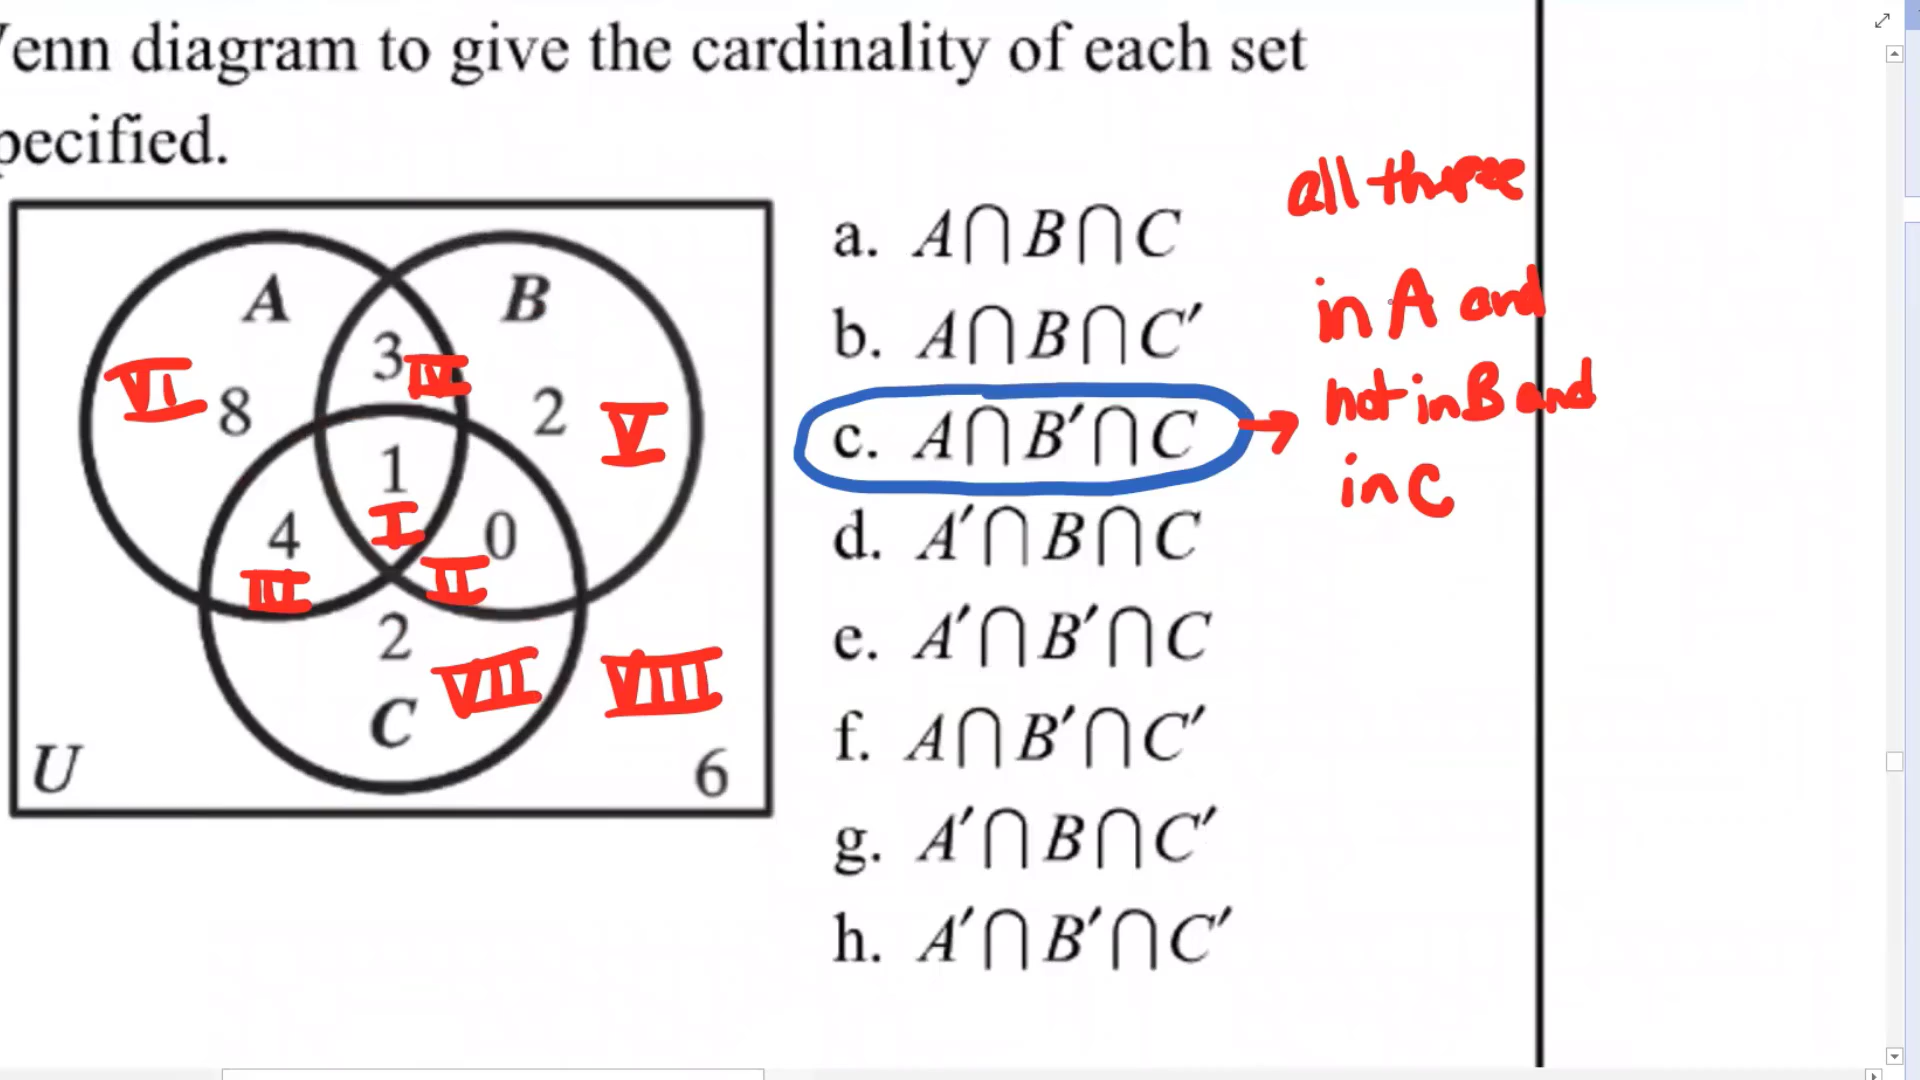 Venn diagram to give the cardinality of each set
pecified.
all three
a. A∩B∩C
in A and
b. A∩B∩C′
not in B and
c. A∩B′∩C
in C
d. A′∩B∩C
e. A′∩B′∩C
f. A∩B′∩C′
g. A′∩B∩C′
h. A′∩B′∩C′
A
B
3
IV
VI
8
2
V
1
4
I
0
III
II
2
VII
VIII
C
U
6